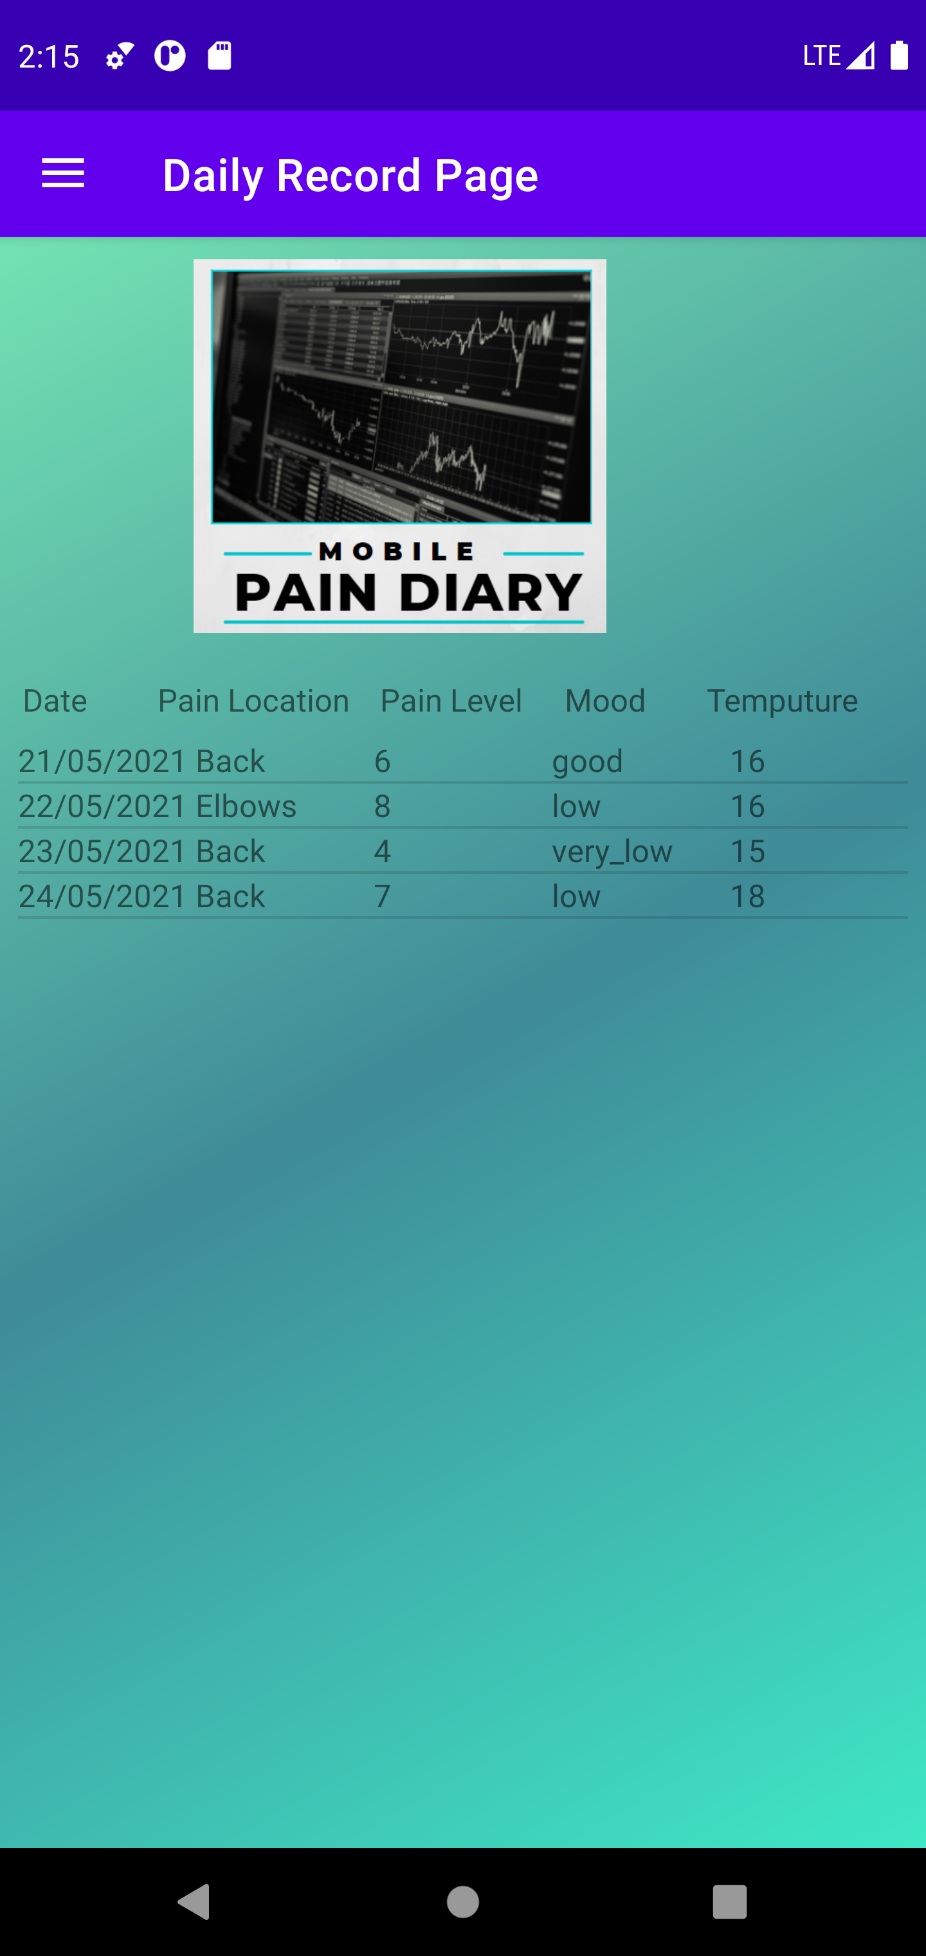 2:15 LTE
Daily Record Page
MOBILE
PAIN DIARY
Date Pain Location Pain Level Mood Temputure
21/05/2021 Back 6 good 16
22/05/2021 Elbows 8 low 16
23/05/2021 Back 4 very_low 15
24/05/2021 Back 7 low 18